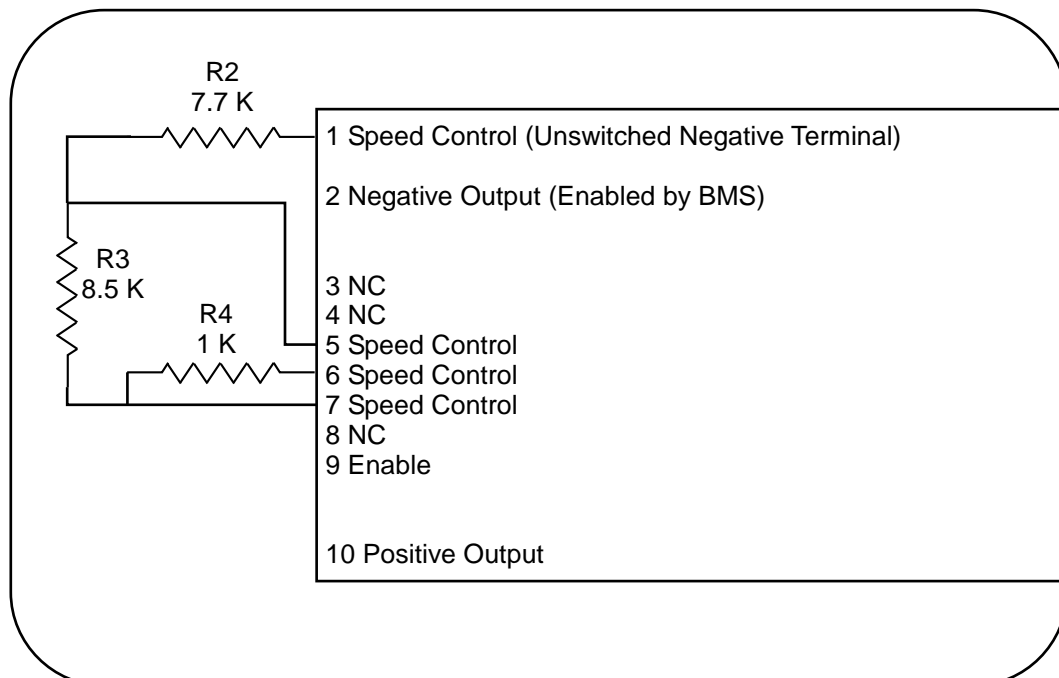 R2
7.7 K
R3
8.5 K
R4
1 K
1 Speed Control (Unswitched Negative Terminal)
2 Negative Output (Enabled by BMS)
3 NC
4 NC
5 Speed Control
6 Speed Control
7 Speed Control
8 NC
9 Enable
10 Positive Output